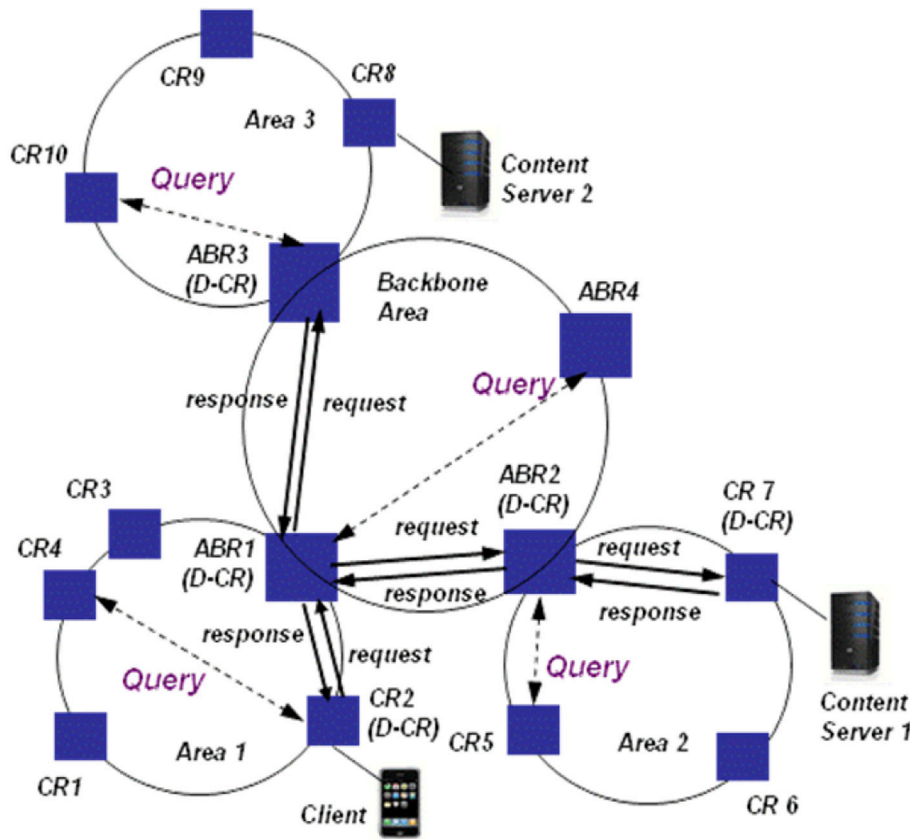 CR9
CR8
Area 3
CR10
Query
Content
Server 2
ABR3
(D-CR)
Backbone
Area
ABR4
response
request
Query
CR3
CR4
ABR1
(D-CR)
ABR2
(D-CR)
CR 7
(D-CR)
request
response
request
response
response
request
Query
Query
CR2
(D-CR)
CR5
Area 1
Area 2
Content
Server 1
CR1
CR 6
Client